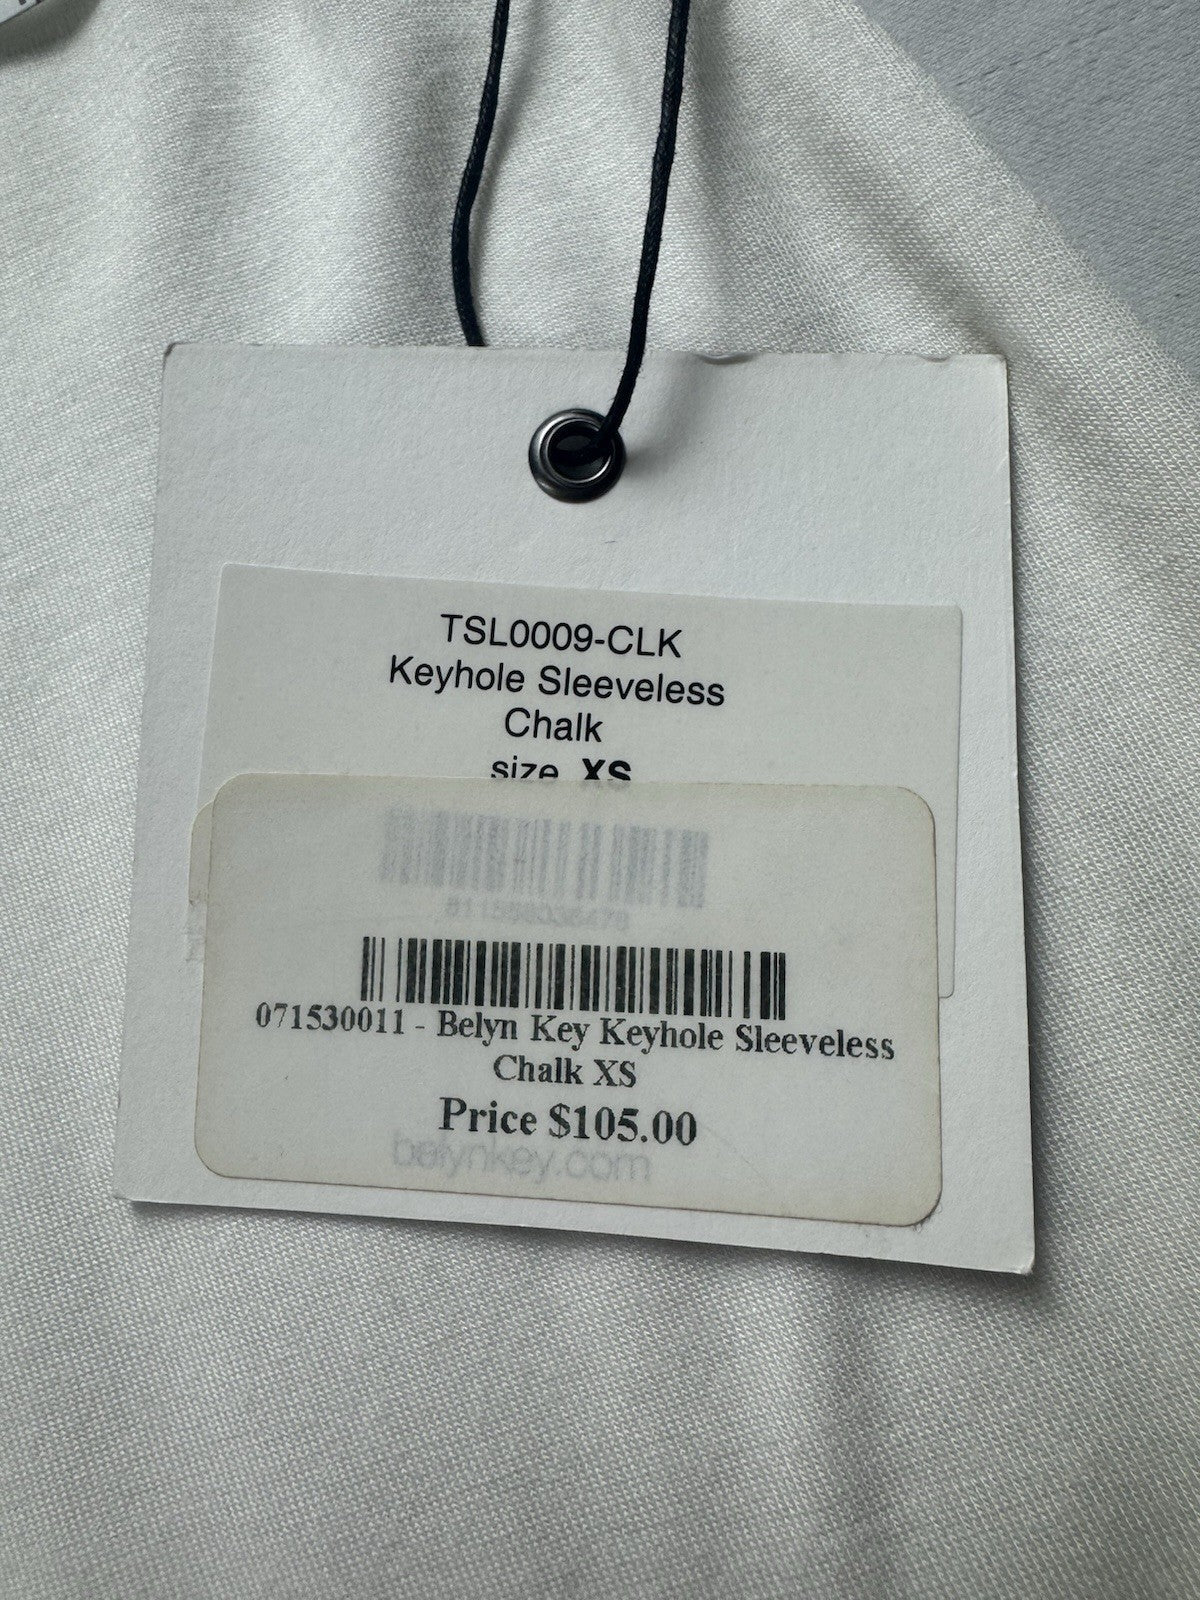 TSL0009-CLK
Keyhole Sleeveless
Chalk
size XS
071530011 - Belyn Key Keyhole Sleeveless
Chalk XS
Price $105.00
belynkey.com